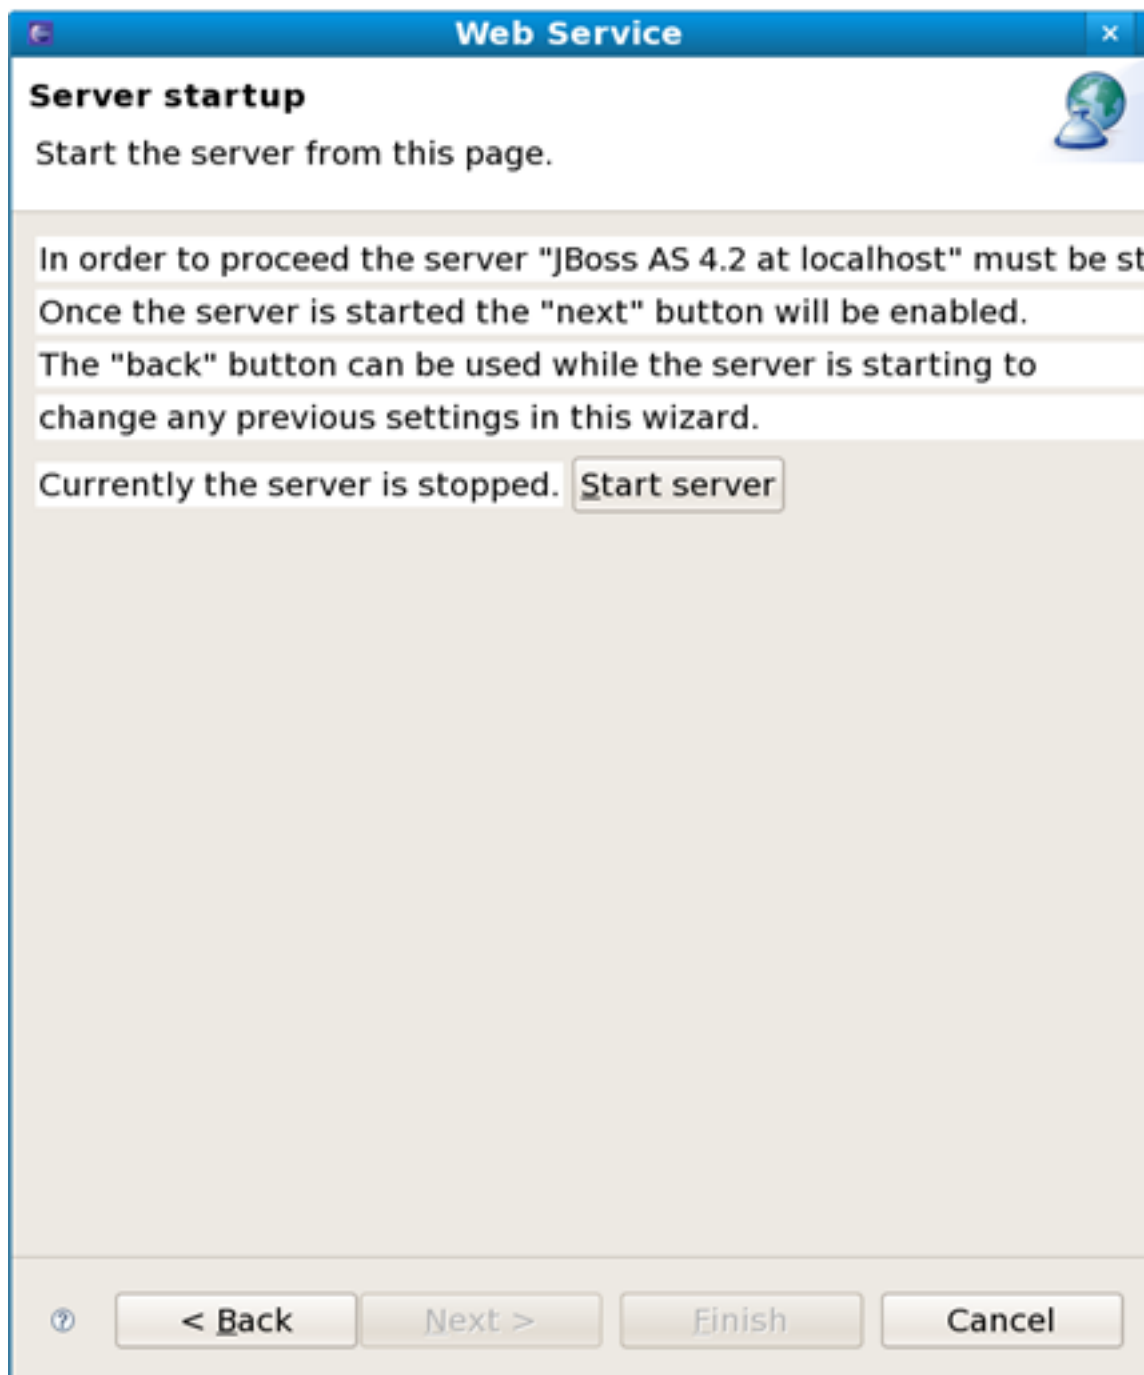 Web Service
Server startup
Start the server from this page.
In order to proceed the server "JBoss AS 4.2 at localhost" must be st
Once the server is started the "next" button will be enabled.
The "back" button can be used while the server is starting to
change any previous settings in this wizard.
Currently the server is stopped. Start server
< Back Next > Finish Cancel